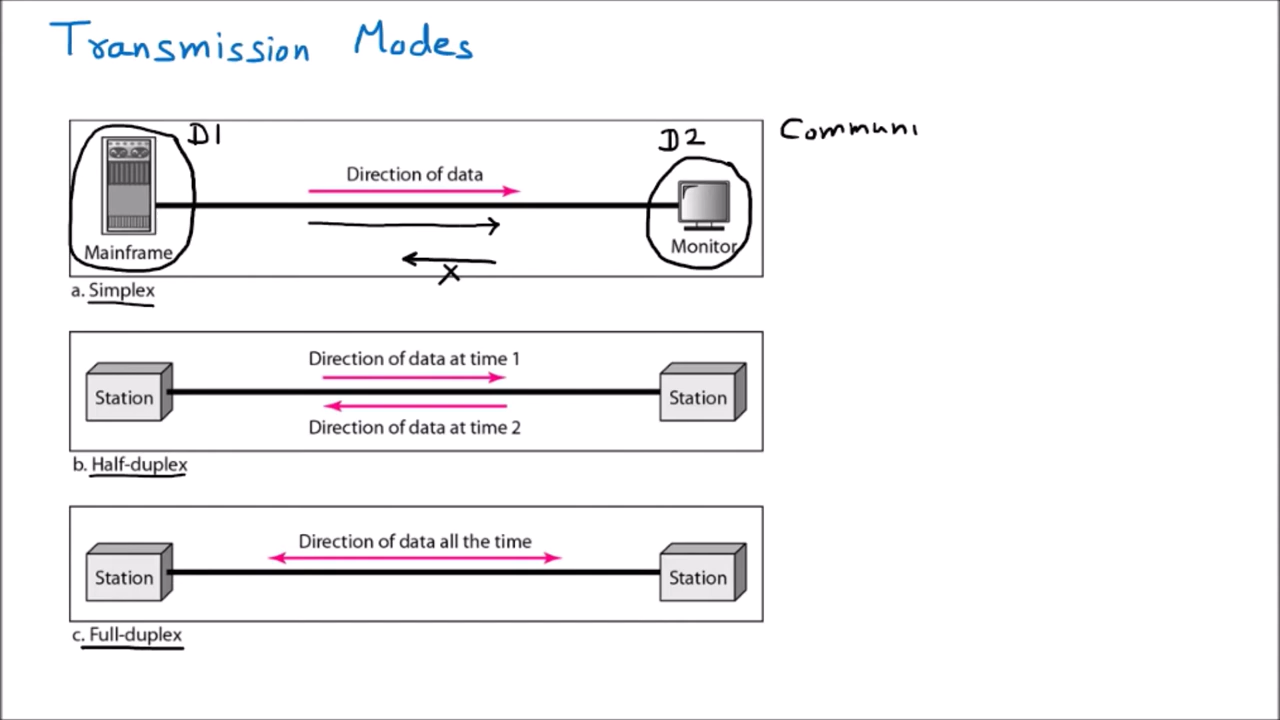 Transmission Modes
D1
D2
Communi
Direction of data
Mainframe
Monitor
X
a. Simplex
Direction of data at time 1
Station
Station
Direction of data at time 2
b. Half-duplex
Direction of data all the time
Station
Station
c. Full-duplex